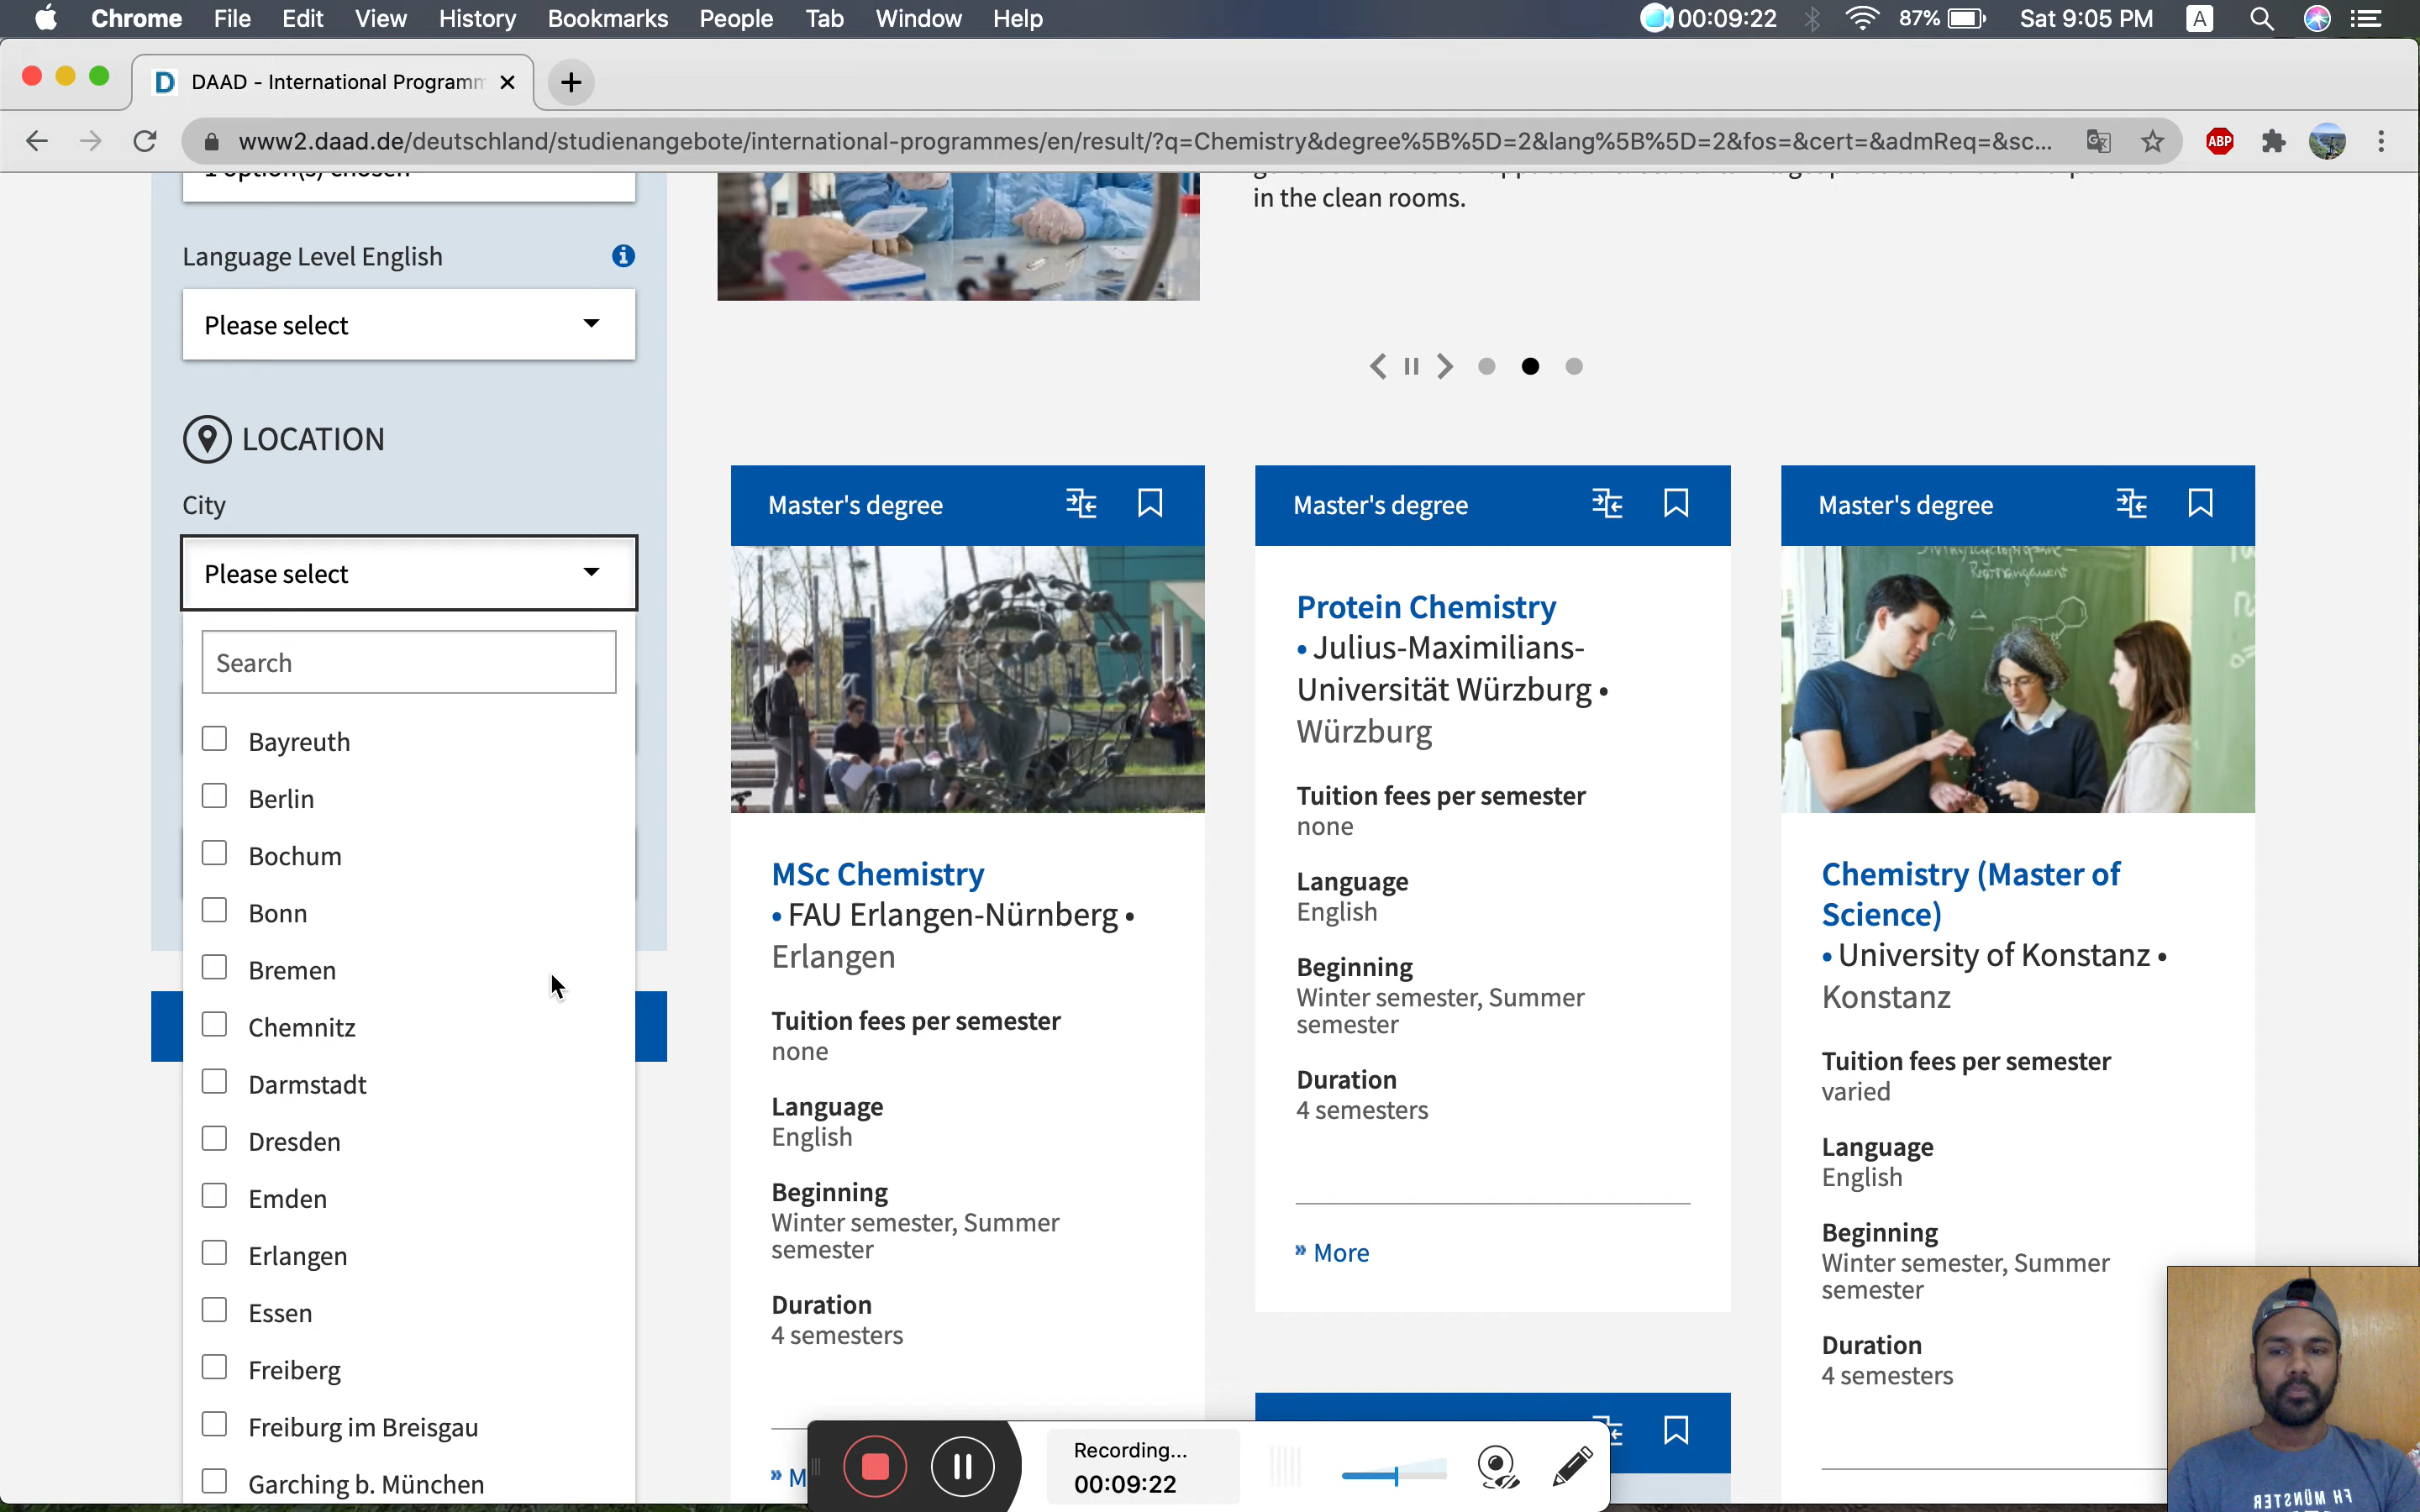 Chrome File Edit View History Bookmarks People Tab Window Help 00:09:22 87% Sat 9:05 PM A
D DAAD - International Programm
www2.daad.de/deutschland/studienangebote/international-programmes/en/result/?q=Chemistry&degree%5B%5D=2&lang%5B%5D=2&fos=&cert=&admReq=&sc... ABP
1 option(s) chosen
Language Level English
Please select
LOCATION
City
Please select
Search
Bayreuth
Berlin
Bochum
Bonn
Bremen
Chemnitz
Darmstadt
Dresden
Emden
Erlangen
Essen
Freiberg
Freiburg im Breisgau
Garching b. München
in the clean rooms.
Master's degree
MSc Chemistry
• FAU Erlangen-Nürnberg •
Erlangen
Tuition fees per semester
none
Language
English
Beginning
Winter semester, Summer
semester
Duration
4 semesters
» M
Master's degree
Protein Chemistry
• Julius-Maximilians-
Universität Würzburg •
Würzburg
Tuition fees per semester
none
Language
English
Beginning
Winter semester, Summer
semester
Duration
4 semesters
» More
Master's degree
Chemistry (Master of
Science)
• University of Konstanz •
Konstanz
Tuition fees per semester
varied
Language
English
Beginning
Winter semester, Summer
semester
Duration
4 semesters
Recording...
00:09:22
FH MÜNSTER